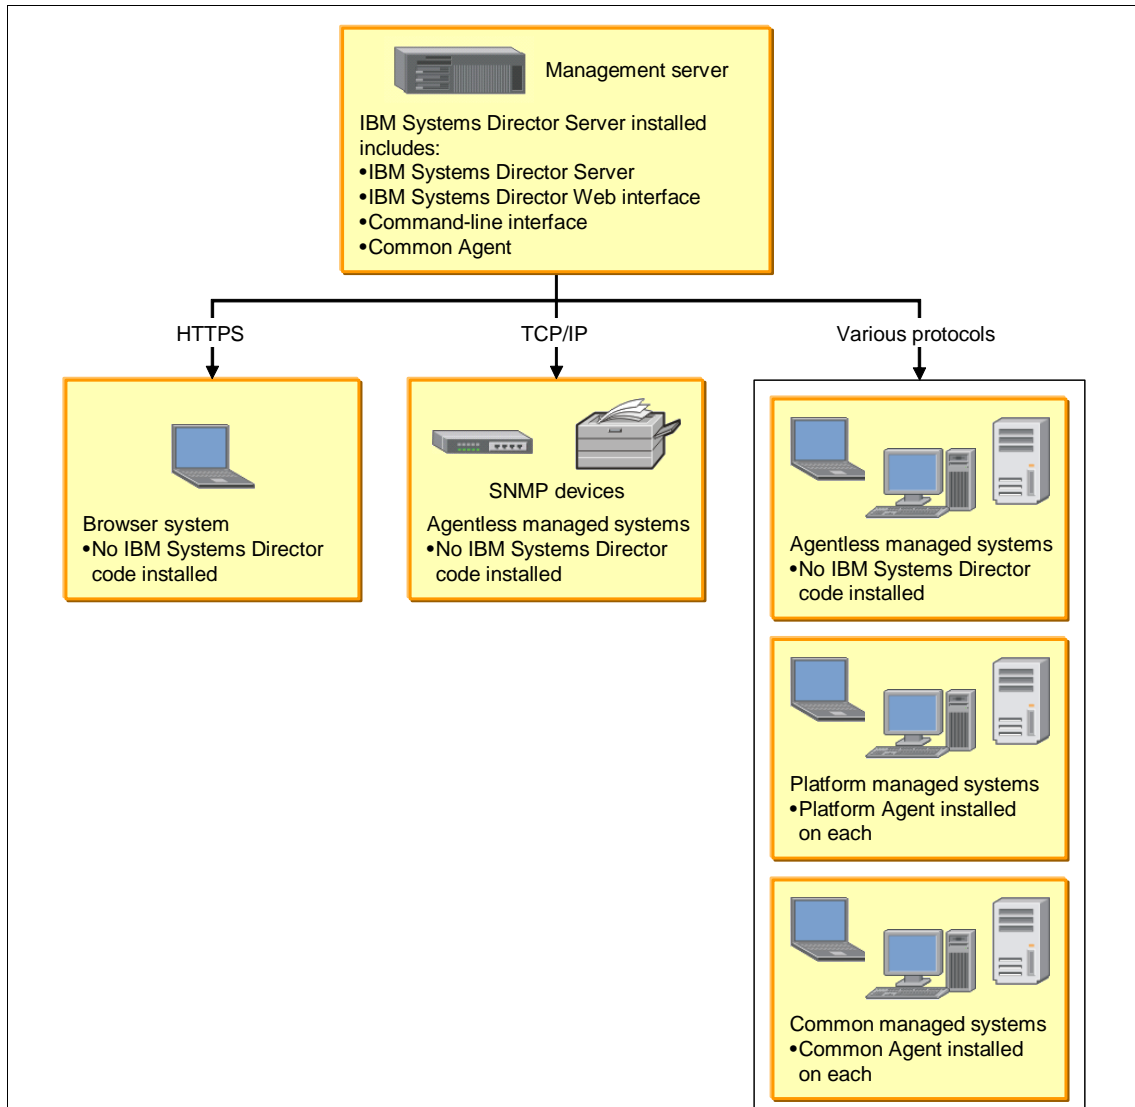 Management server
IBM Systems Director Server installed
includes:
•IBM Systems Director Server
•IBM Systems Director Web interface
•Command-line interface
•Common Agent
HTTPS
TCP/IP
Various protocols
Browser system
•No IBM Systems Director
code installed
SNMP devices
Agentless managed systems
•No IBM Systems Director
code installed
Agentless managed systems
•No IBM Systems Director
code installed
Platform managed systems
•Platform Agent installed
on each
Common managed systems
•Common Agent installed
on each